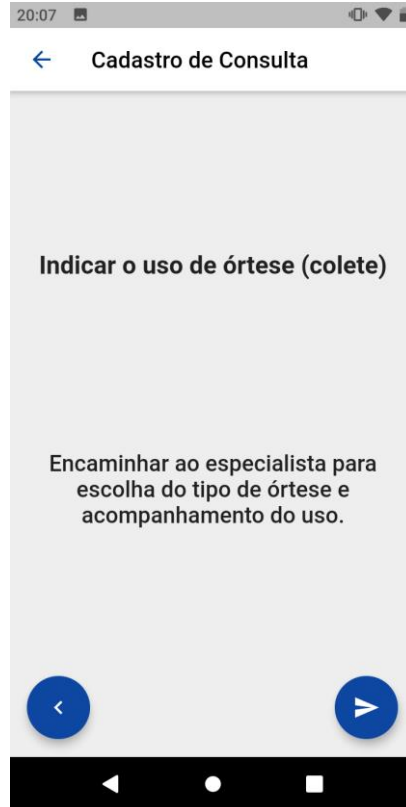 20:07
Cadastro de Consulta
Indicar o uso de órtese (colete)
Encaminhar ao especialista para
escolha do tipo de órtese e
acompanhamento do uso.